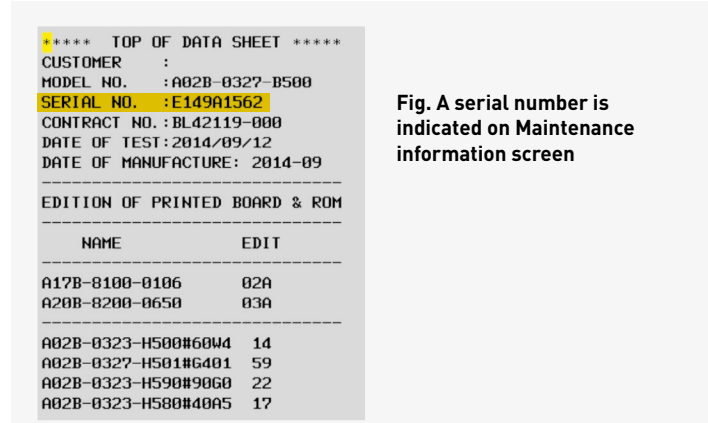 ***** TOP OF DATA SHEET *****
CUSTOMER :
MODEL NO. :A02B-0327-B500
SERIAL NO. :E149A1562
CONTRACT NO.:BL42119-000
DATE OF TEST:2014/09/12
DATE OF MANUFACTURE: 2014-09
--------------------------------
EDITION OF PRINTED BOARD & ROM
--------------------------------
NAME EDIT
--------------------------------
A17B-8100-0106 02A
A20B-8200-0650 03A
--------------------------------
A02B-0323-H500#60W4 14
A02B-0327-H501#G401 59
A02B-0323-H590#90G0 22
A02B-0323-H580#40A5 17
Fig. A serial number is
indicated on Maintenance
information screen